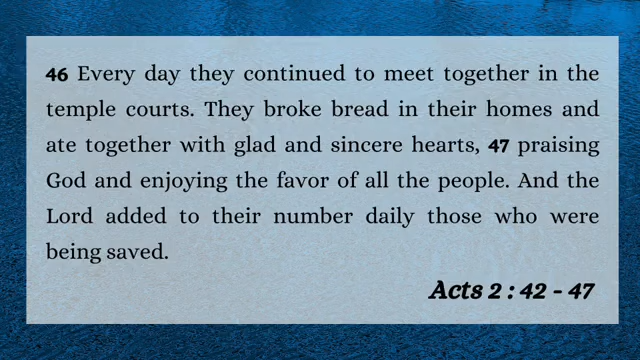 46 Every day they continued to meet together in the
temple courts. They broke bread in their homes and
ate together with glad and sincere hearts, 47 praising
God and enjoying the favor of all the people. And the
Lord added to their number daily those who were
being saved.
Acts 2 : 42 - 47